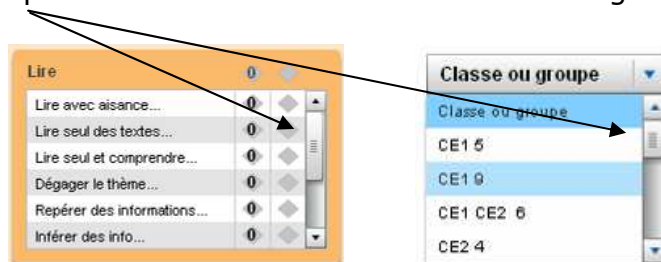 Lire 0
Lire avec aisance... 0
Lire seul des textes... 0
Lire seul et comprendre... 0
Dégager le thème... 0
Repérer des informations... 0
Inférer des info... 0
Classe ou groupe
Classe ou groupe
CE1 5
CE1 9
CE1 CE2 6
CE2 4